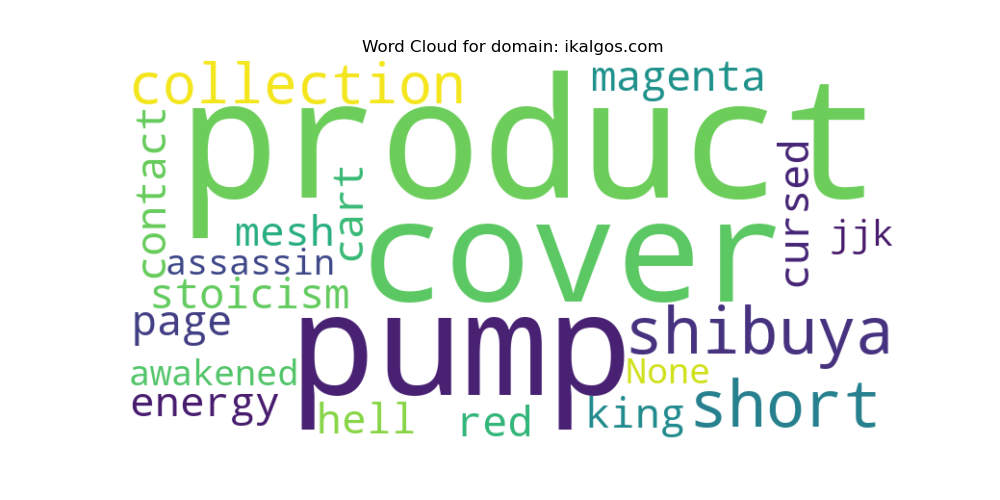 Word Cloud for domain: ikalgos.com
collection
magenta
product
contact
cart
cursed
mesh
cover
jjk
assassin
stoicism
page
pump
shibuya
awakened
None
energy
hell
red
king
short